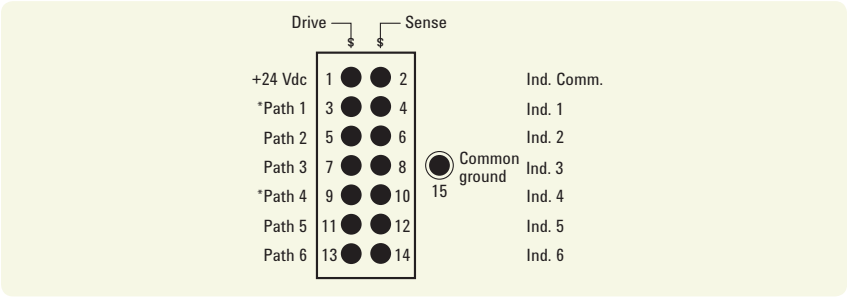 Drive Sense
$ $
+24 Vdc 1 2 Ind. Comm.
*Path 1 3 4 Ind. 1
Path 2 5 6 Ind. 2
Path 3 7 8 Common ground Ind. 3
*Path 4 9 10 15 Ind. 4
Path 5 11 12 Ind. 5
Path 6 13 14 Ind. 6